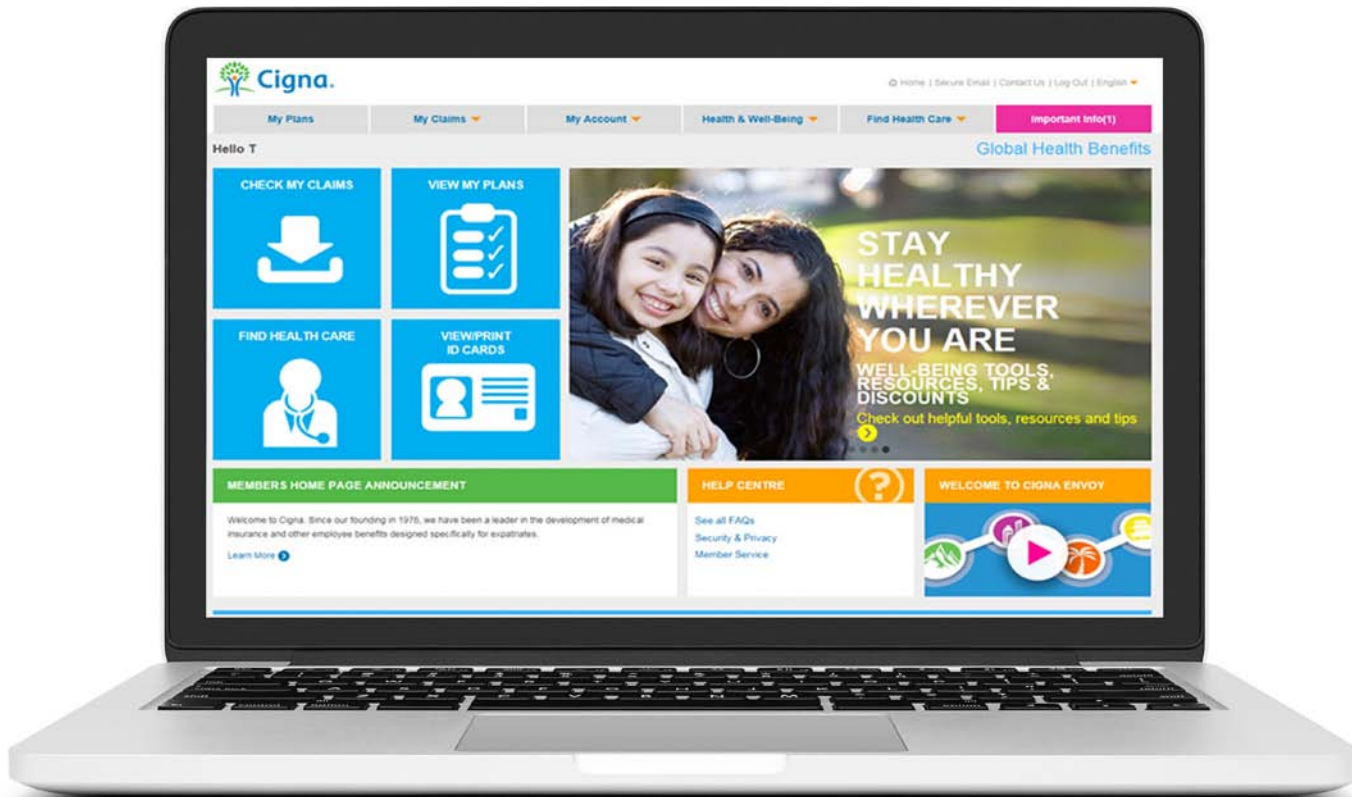 Cigna.
Home | Secure Email | Contact Us | Log Out | English
My Plans
My Claims
My Account
Health & Well-Being
Find Health Care
Important Info(1)
Hello T
Global Health Benefits
CHECK MY CLAIMS
VIEW MY PLANS
FIND HEALTH CARE
VIEW/PRINT
ID CARDS
STAY
HEALTHY
WHEREVER
YOU ARE
WELL-BEING TOOLS,
RESOURCES, TIPS &
DISCOUNTS
Check out helpful tools, resources and tips
MEMBERS HOME PAGE ANNOUNCEMENT
Welcome to Cigna. Since our founding in 1976, we have been a leader in the development of medical
insurance and other employee benefits designed specifically for expatriates.
Learn More
HELP CENTRE
?
See all FAQs
Security & Privacy
Member Service
WELCOME TO CIGNA ENVOY